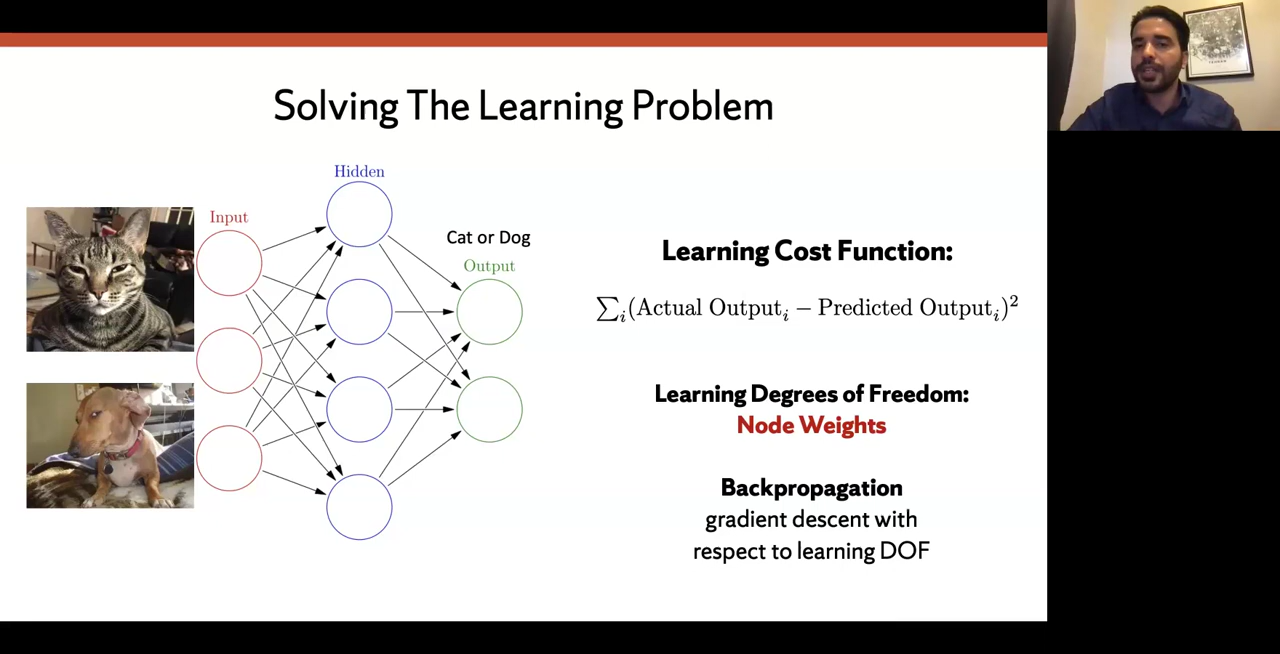 Solving The Learning Problem
Hidden
Input
Cat or Dog
Output
Learning Cost Function:
∑ᵢ(Actual Outputᵢ − Predicted Outputᵢ)²
Learning Degrees of Freedom:
Node Weights
Backpropagation
gradient descent with
respect to learning DOF